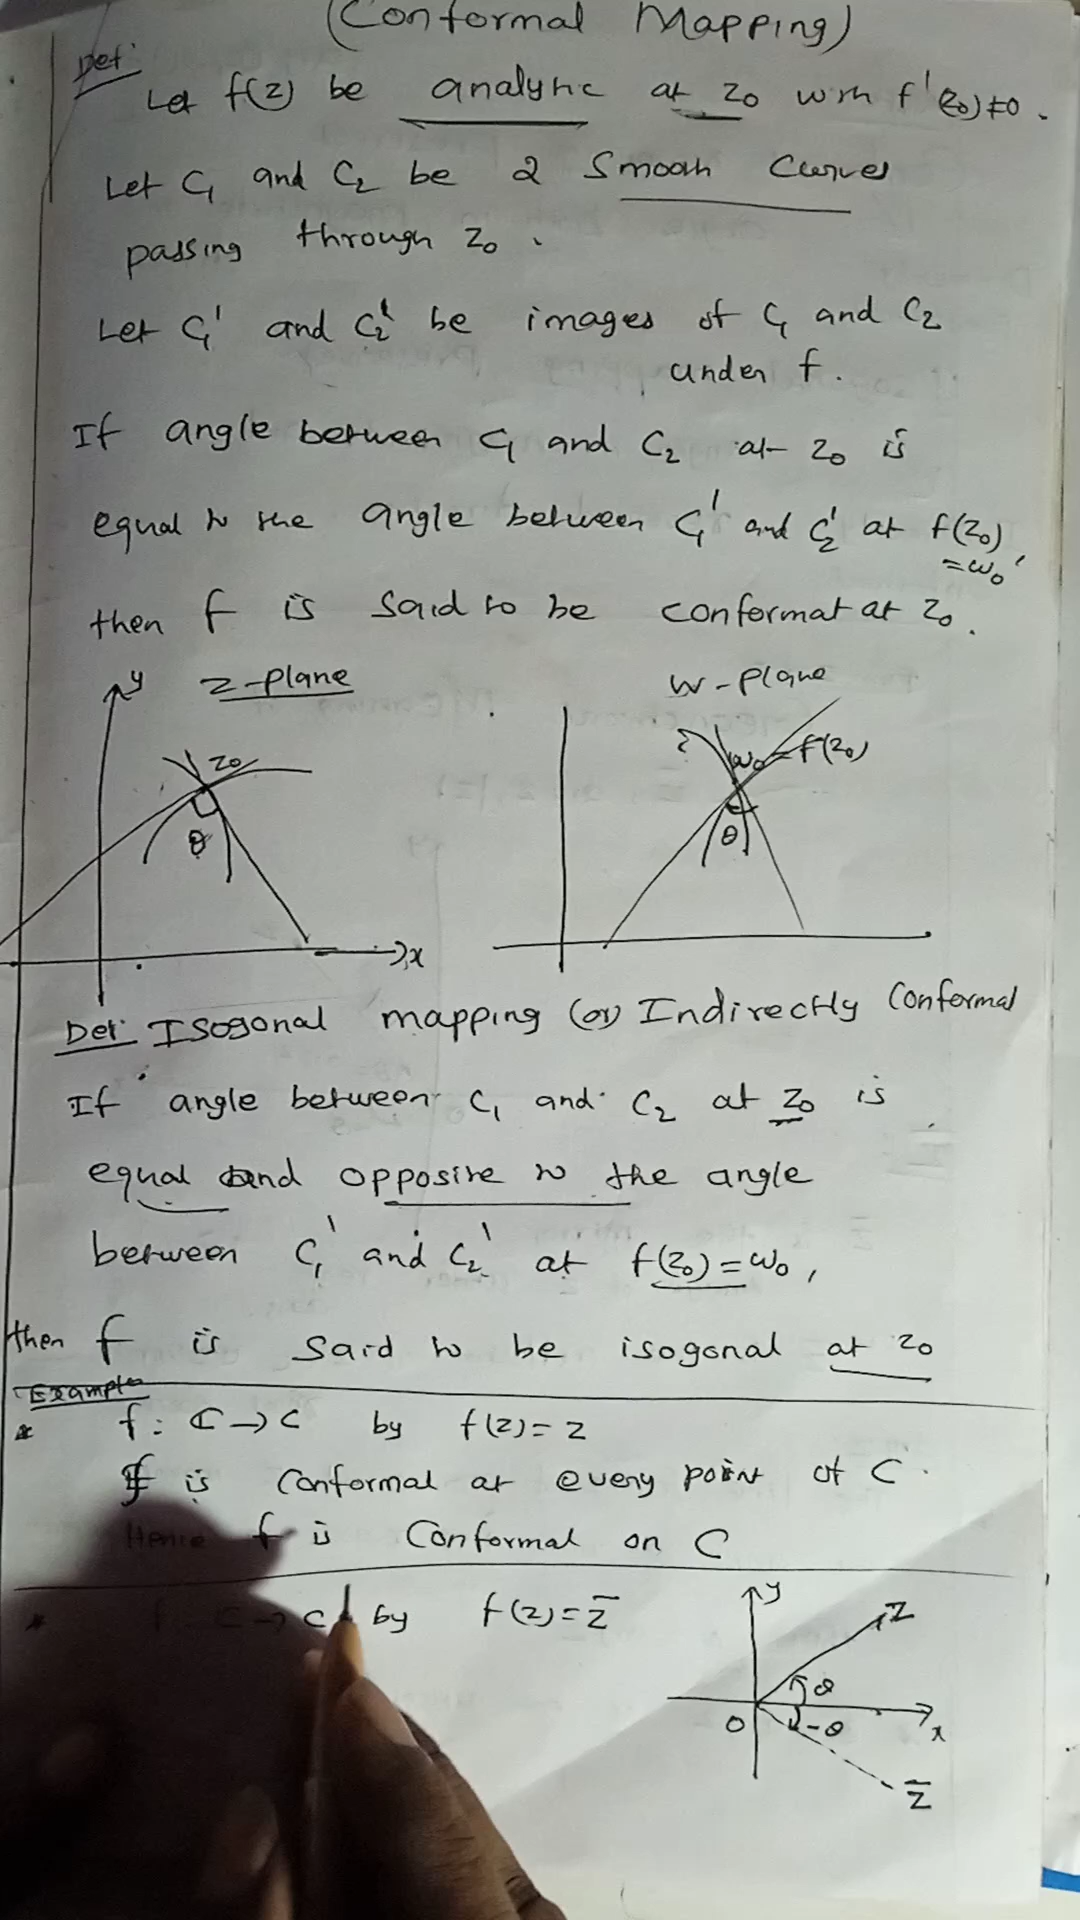 (Conformal Mapping)
Def:
Let f(z) be analytic at z₀ with f'(z₀)≠0.
Let C₁ and C₂ be 2 Smooth Curves
passing through z₀.
Let C₁' and C₂' be images of C₁ and C₂
under f.
If angle between C₁ and C₂ at z₀ is
equal to the angle between C₁' and C₂' at f(z₀)
=ω₀,
then f is said to be conformal at z₀.
y z-plane
w-plane
z₀
ω₀=f(z₀)
θ
θ
x
Def: Isogonal mapping (or) Indirectly Conformal
If angle between C₁ and C₂ at z₀ is
equal and opposite to the angle
between C₁' and C₂' at f(z₀)=ω₀,
then f is said to be isogonal at z₀
Example
* f: C→C by f(z)=z
f is Conformal at every point of C.
Hence f is Conformal on C
* f C→C by f(z)=z̄
y
z
θ
0
-θ
x
z̄